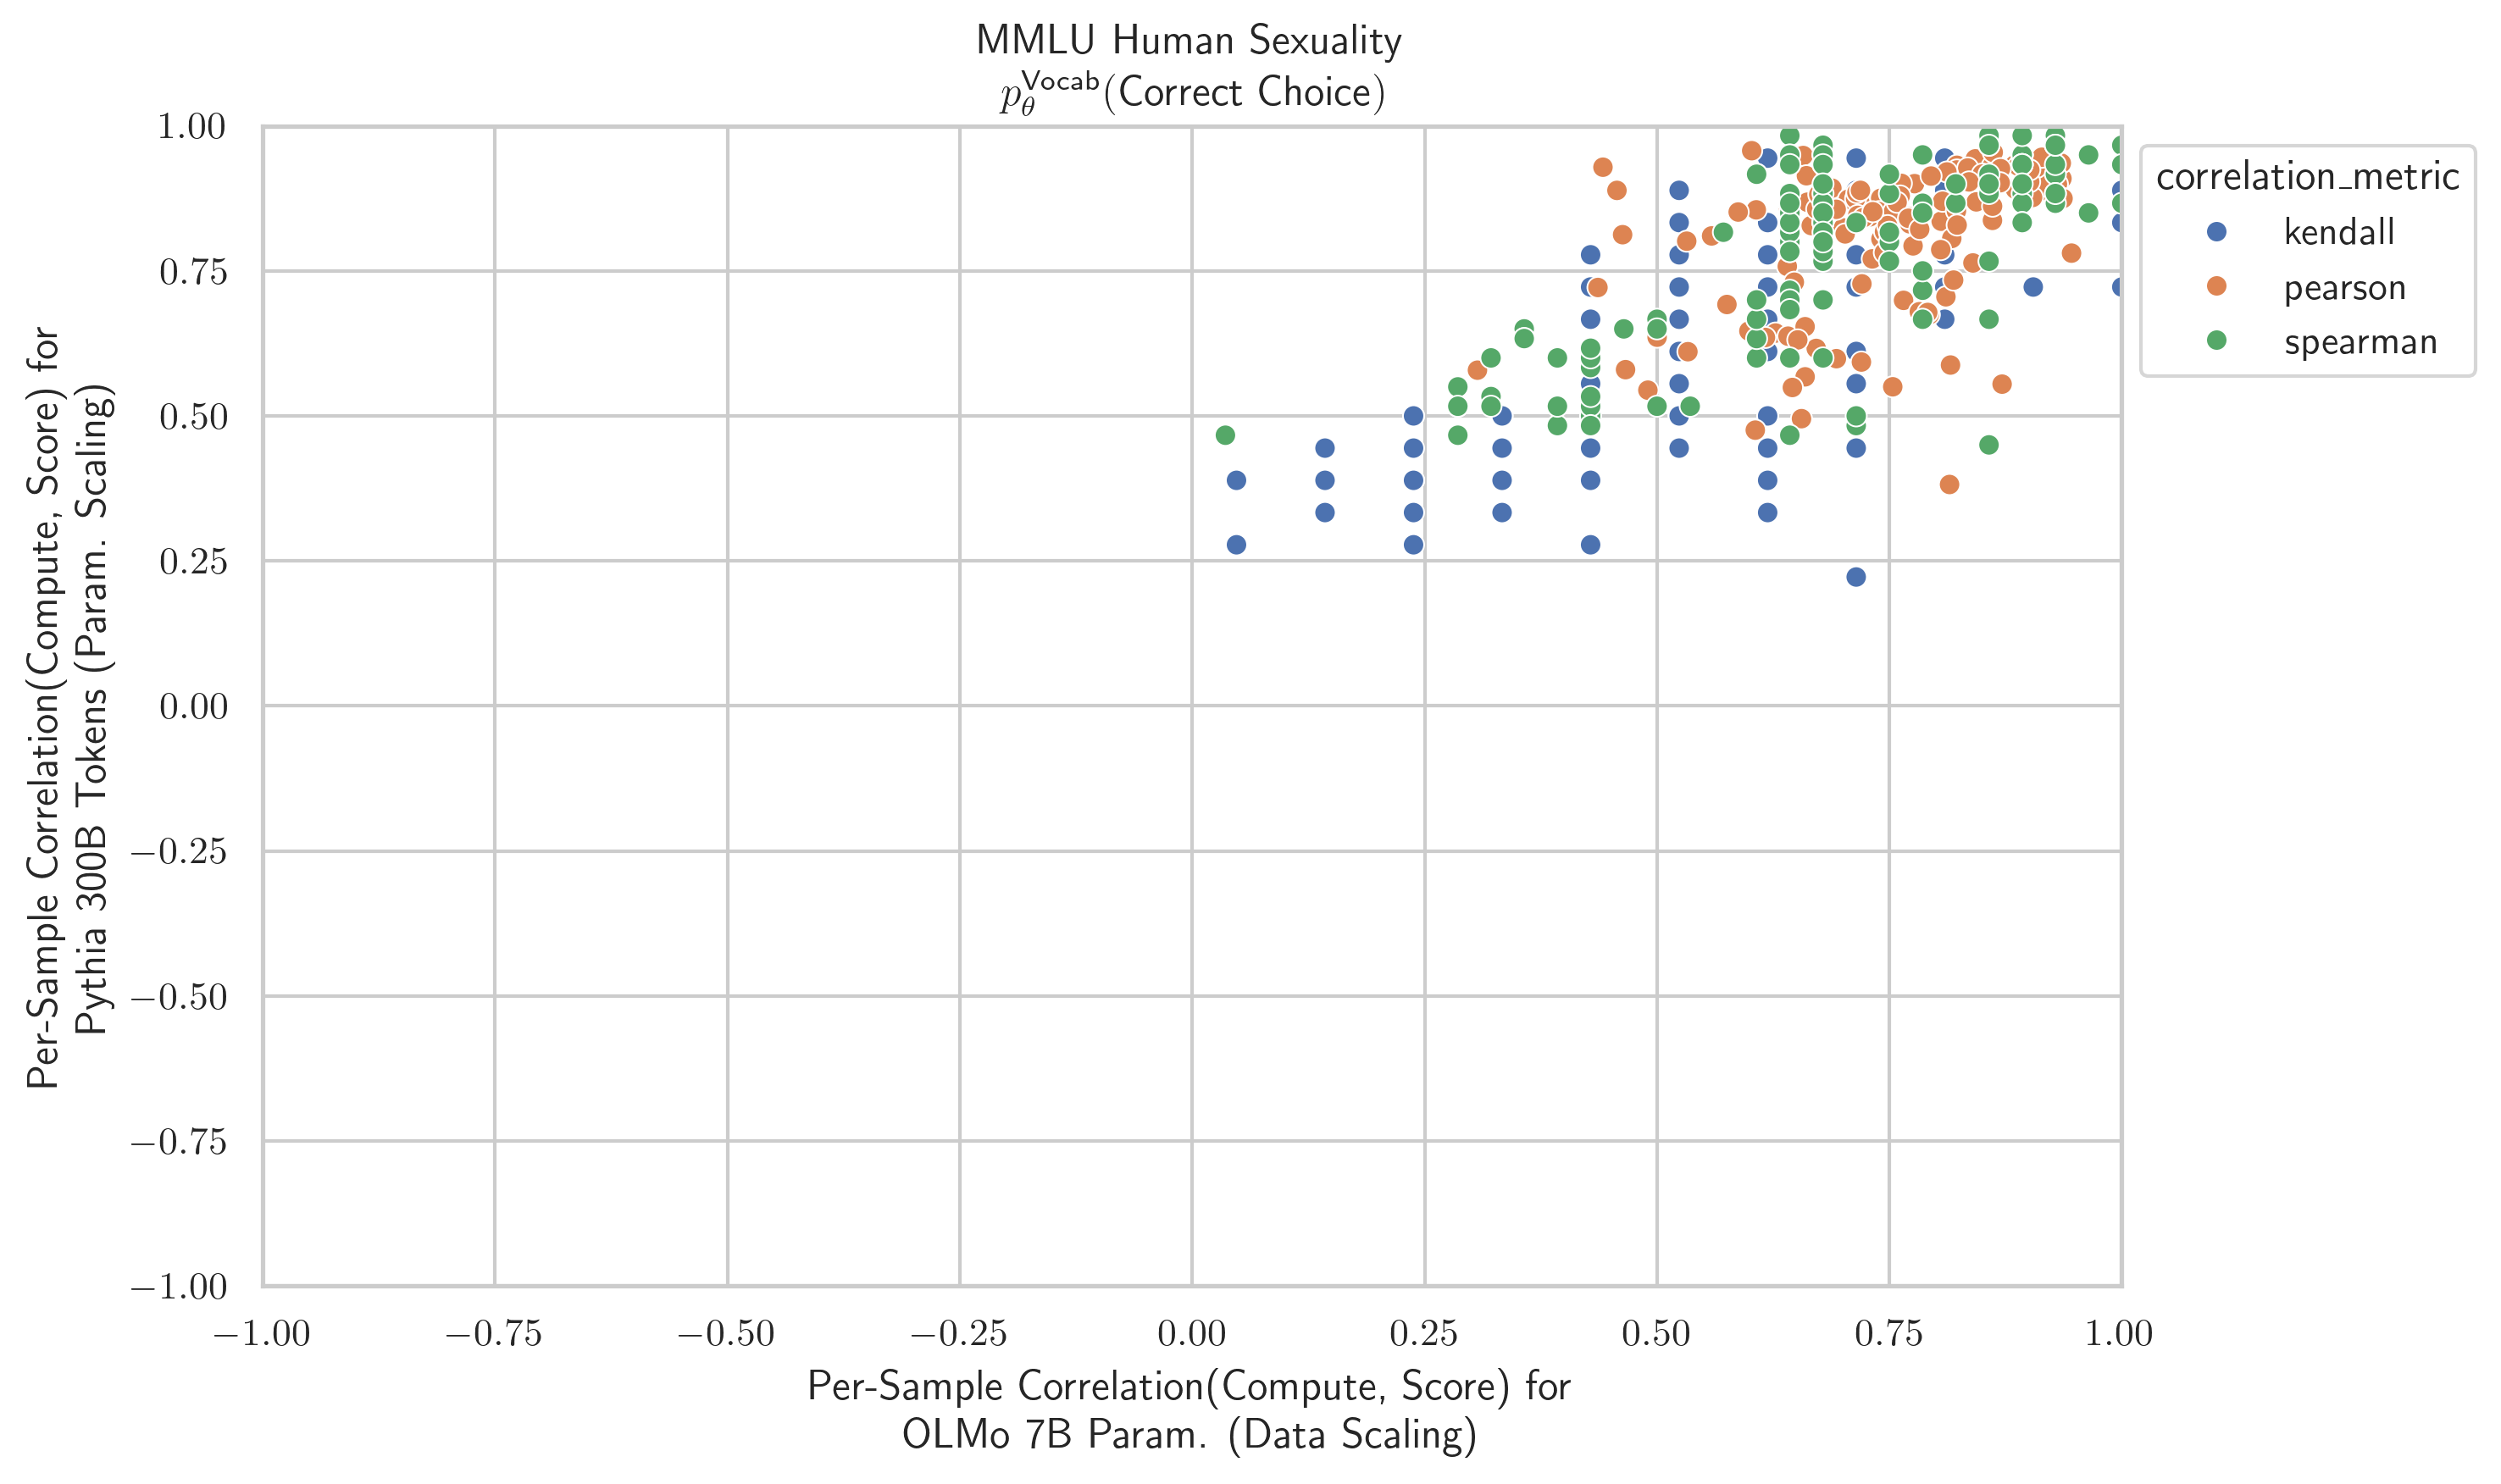 MMLU Human Sexuality
p_θ^Vocab(Correct Choice)
1.00
0.75
0.50
0.25
0.00
−0.25
−0.50
−0.75
−1.00
Per-Sample Correlation(Compute, Score) for
Pythia 300B Tokens (Param. Scaling)
−1.00 −0.75 −0.50 −0.25 0.00 0.25 0.50 0.75 1.00
Per-Sample Correlation(Compute, Score) for
OLMo 7B Param. (Data Scaling)
correlation_metric
kendall
pearson
spearman